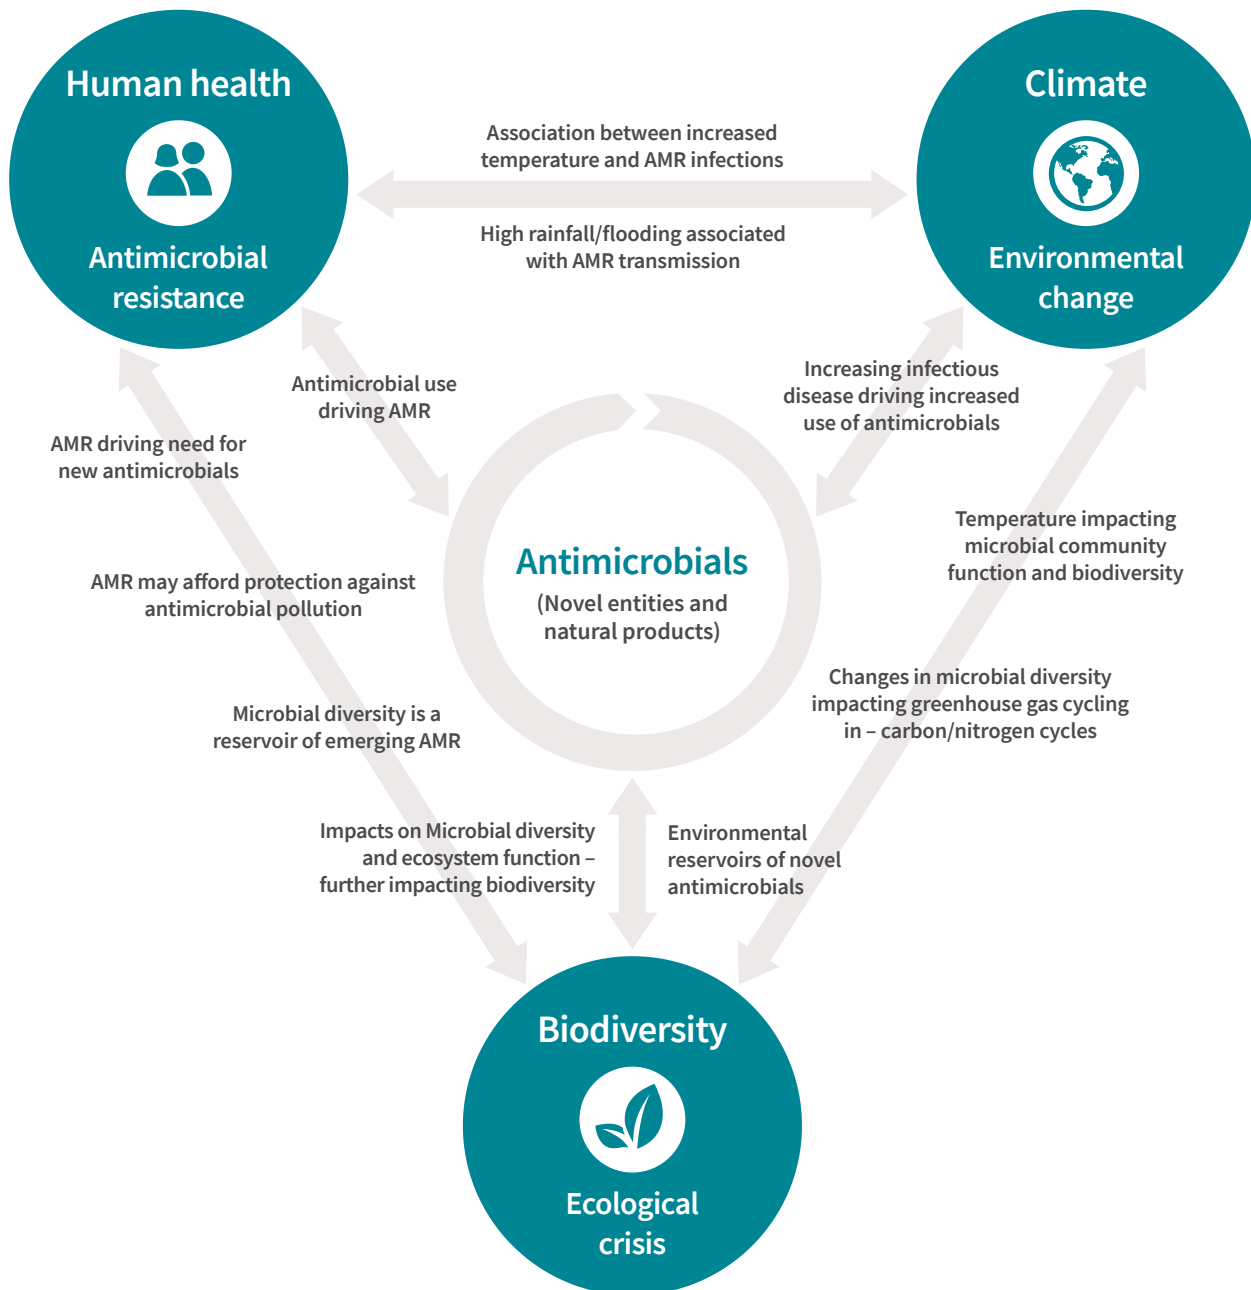 Human health
Antimicrobial
resistance
Climate
Environmental
change
Association between increased
temperature and AMR infections
High rainfall/flooding associated
with AMR transmission
Antimicrobial use
driving AMR
Increasing infectious
disease driving increased
use of antimicrobials
AMR driving need for
new antimicrobials
Temperature impacting
microbial community
function and biodiversity
Antimicrobials
(Novel entities and
natural products)
AMR may afford protection against
antimicrobial pollution
Changes in microbial diversity
impacting greenhouse gas cycling
in – carbon/nitrogen cycles
Microbial diversity is a
reservoir of emerging AMR
Impacts on Microbial diversity
and ecosystem function –
further impacting biodiversity
Environmental
reservoirs of novel
antimicrobials
Biodiversity
Ecological
crisis